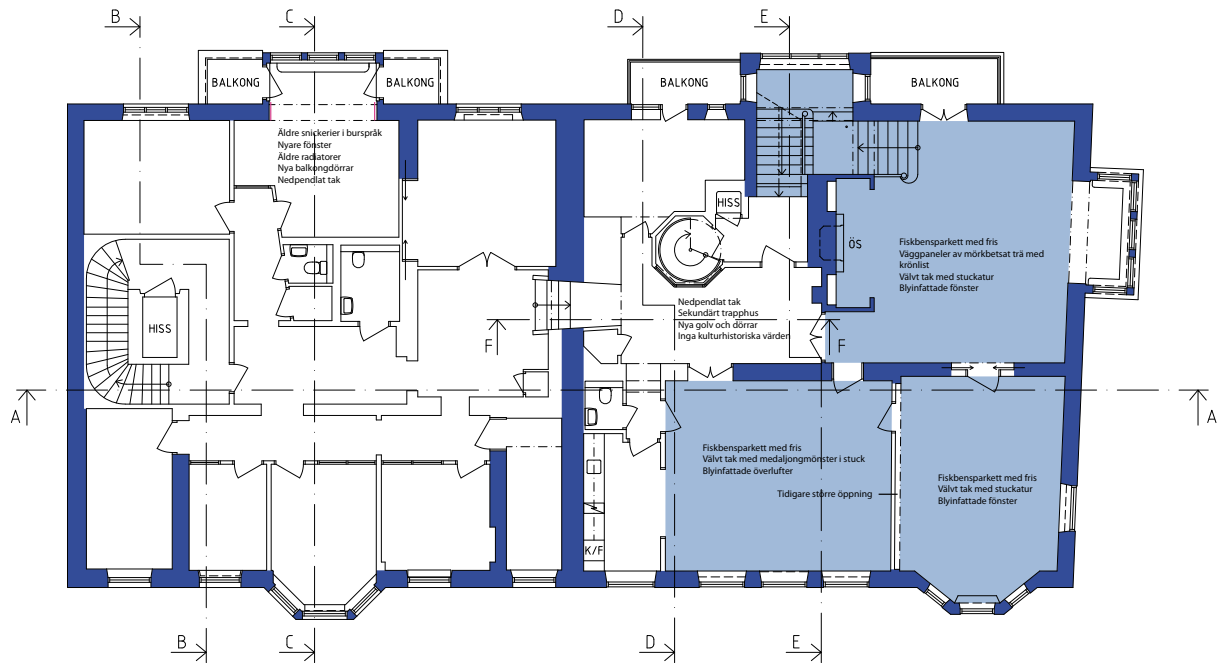 B
C
D
E
BALKONG
BALKONG
BALKONG
BALKONG
Äldre snickerier i burspråk
Nyare fönster
Äldre radiatorer
Nya balkongdörrar
Nedpendlat tak
HISS
ÖS
Fiskbensparkett med fris
Väggpaneler av mörkbetsat trä med
krönlist
Välvt tak med stuckatur
Blyinfattade fönster
HISS
Nedpendlat tak
Sekundärt trapphus
Nya golv och dörrar
Inga kulturhistoriska värden
F
F
A
A
Fiskbensparkett med fris
Välvt tak med medaljongmönster i stuck
Blyinfattade överlufter
Tidigare större öppning
Fiskbensparkett med fris
Välvt tak med stuckatur
Blyinfattade fönster
K/F
B
C
D
E